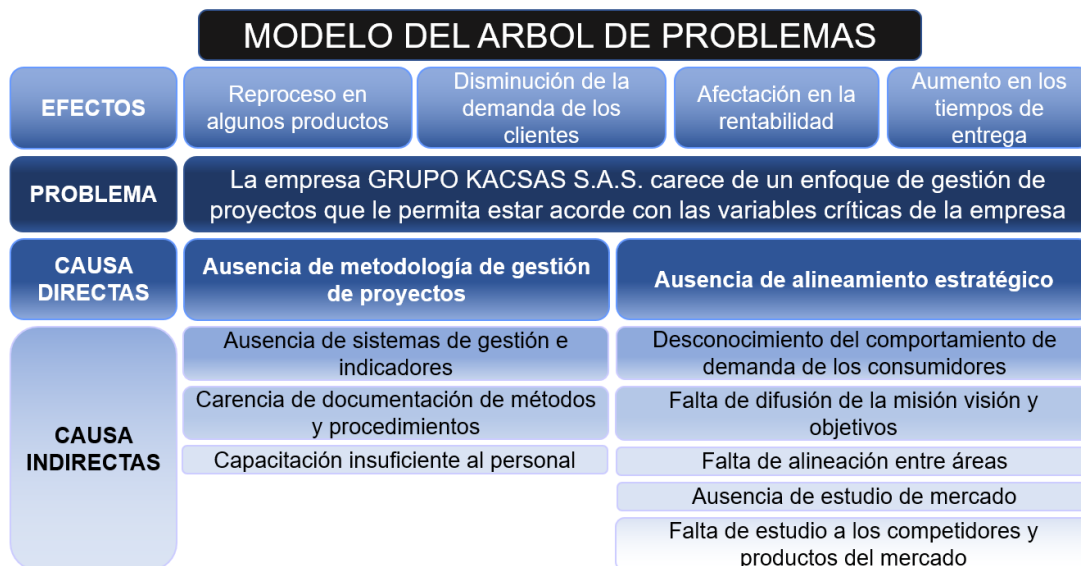 MODELO DEL ARBOL DE PROBLEMAS
EFECTOS
Reproceso en
algunos productos
Disminución de la
demanda de los
clientes
Afectación en la
rentabilidad
Aumento en los
tiempos de
entrega
PROBLEMA
La empresa GRUPO KACSAS S.A.S. carece de un enfoque de gestión de
proyectos que le permita estar acorde con las variables críticas de la empresa
CAUSA
DIRECTAS
Ausencia de metodología de gestión
de proyectos
Ausencia de alineamiento estratégico
CAUSA
INDIRECTAS
Ausencia de sistemas de gestión e
indicadores
Carencia de documentación de métodos
y procedimientos
Capacitación insuficiente al personal
Desconocimiento del comportamiento de
demanda de los consumidores
Falta de difusión de la misión visión y
objetivos
Falta de alineación entre áreas
Ausencia de estudio de mercado
Falta de estudio a los competidores y
productos del mercado